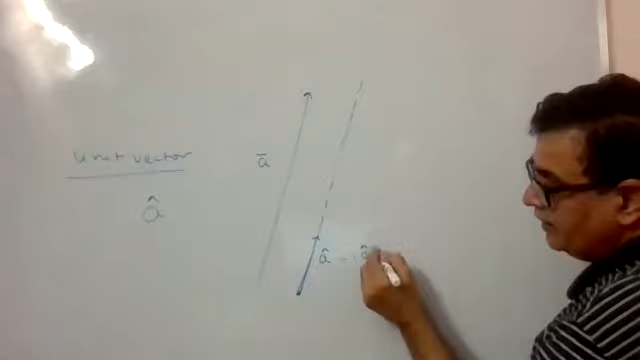 unit vector
â
ā
â = | â